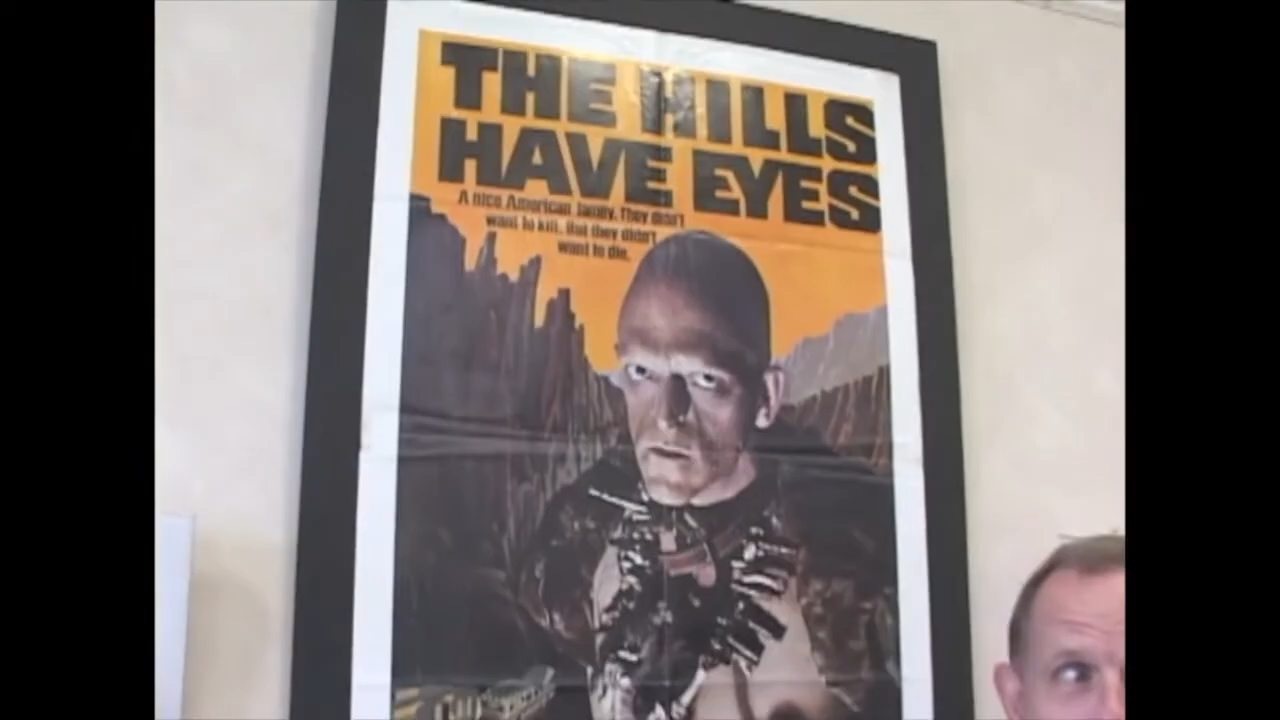 THE HILLS
HAVE EYES
A nice American family. They didn't
want to kill. But they didn't
want to die.